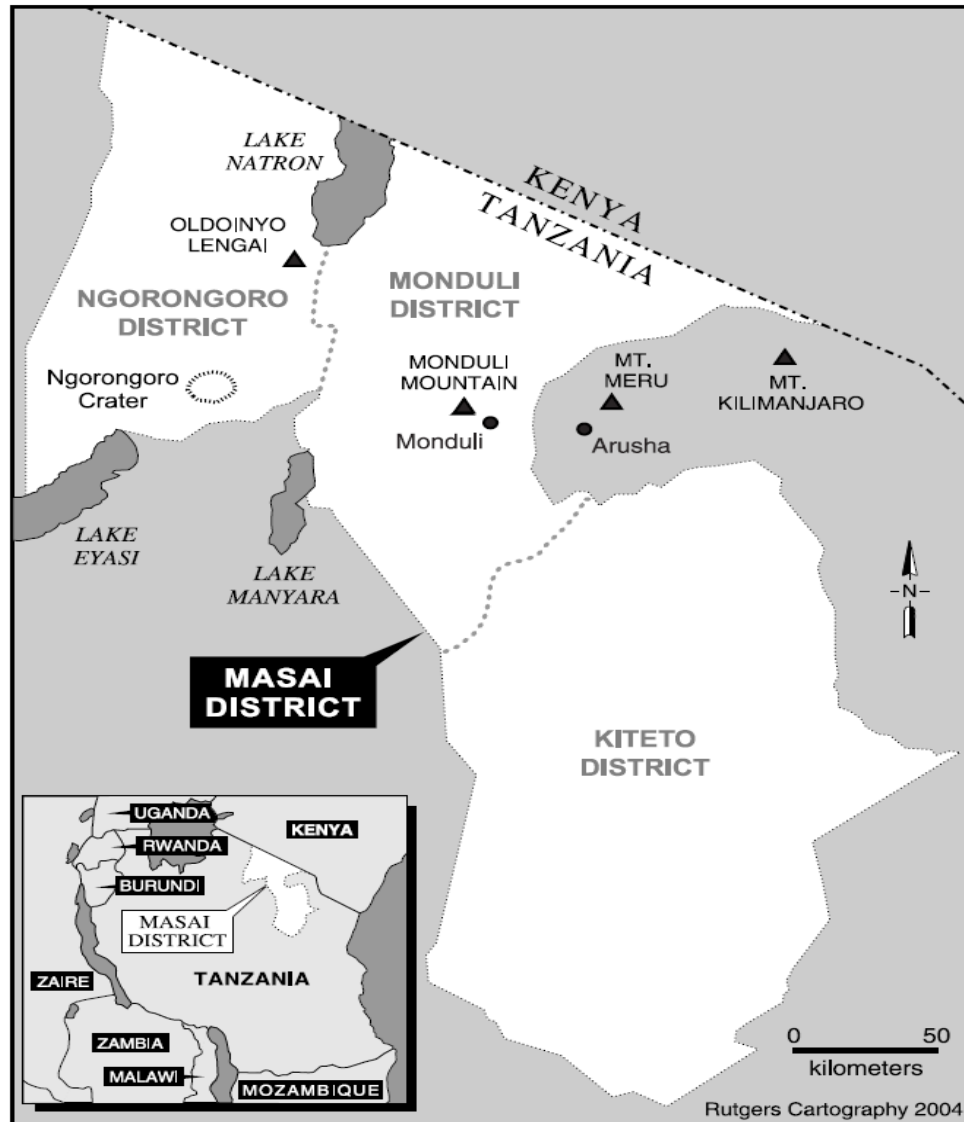 LAKE
NATRON
KENYA
TANZANIA
OLDOINYO
LENGAI
NGORONGORO
DISTRICT
MONDULI
DISTRICT
Ngorongoro
Crater
MONDULI
MOUNTAIN
Monduli
MT.
MERU
Arusha
MT.
KILIMANJARO
LAKE
EYASI
LAKE
MANYARA
-N-
MASAI
DISTRICT
KITETO
DISTRICT
UGANDA
KENYA
RWANDA
BURUNDI
MASAI
DISTRICT
TANZANIA
ZAIRE
ZAMBIA
MALAWI
MOZAMBIQUE
0 50
kilometers
Rutgers Cartography 2004